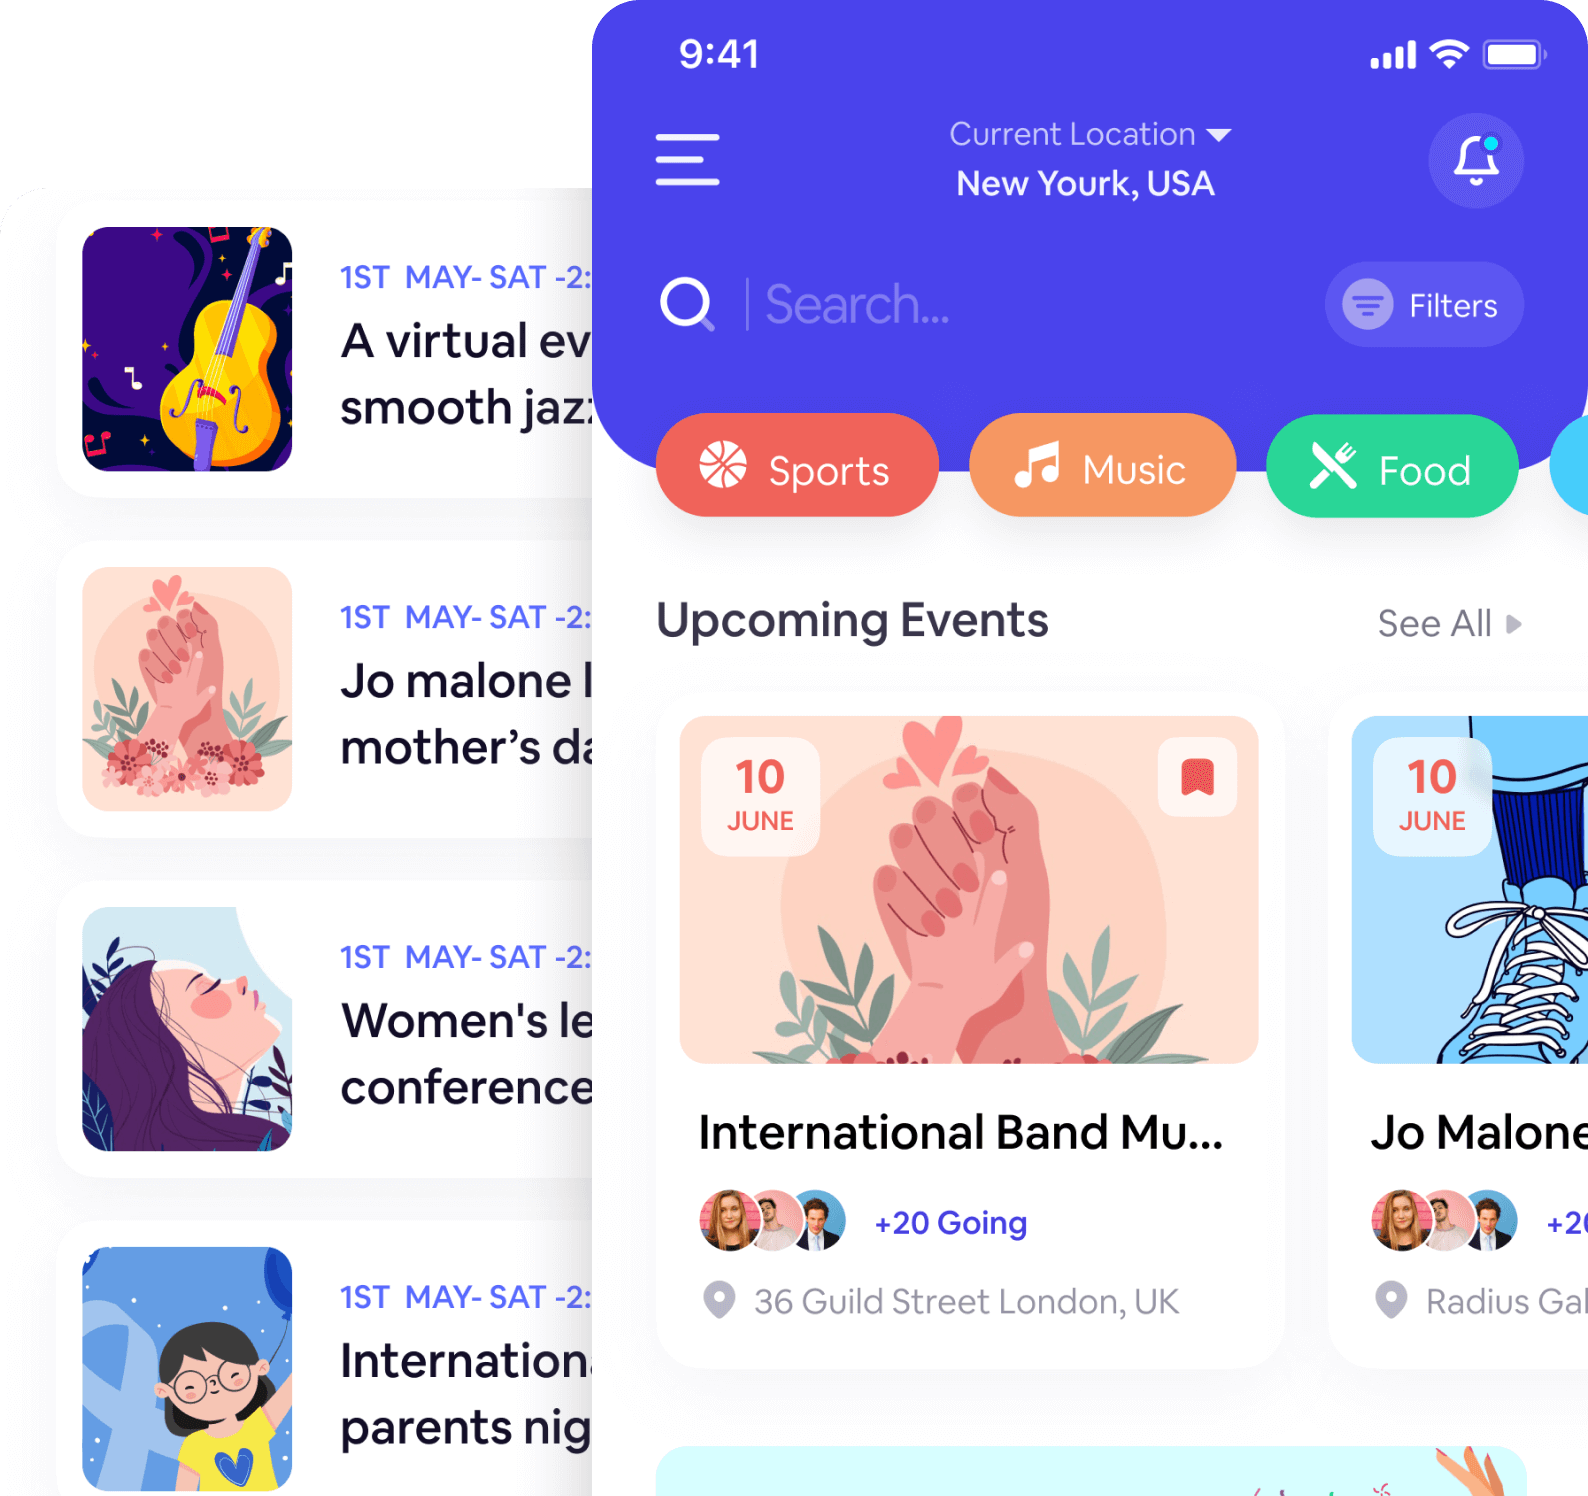 9:41
Current Location
New Yourk, USA
Search...
Filters
Sports
Music
Food
Upcoming Events
See All
10
JUNE
International Band Mu...
+20 Going
36 Guild Street London, UK
10
JUNE
Jo Malone
+20
Radius Gal
1ST MAY- SAT -2:
A virtual ev
smooth jazz
1ST MAY- SAT -2:
Jo malone l
mother’s da
1ST MAY- SAT -2:
Women's le
conference
1ST MAY- SAT -2:
Internationa
parents nig